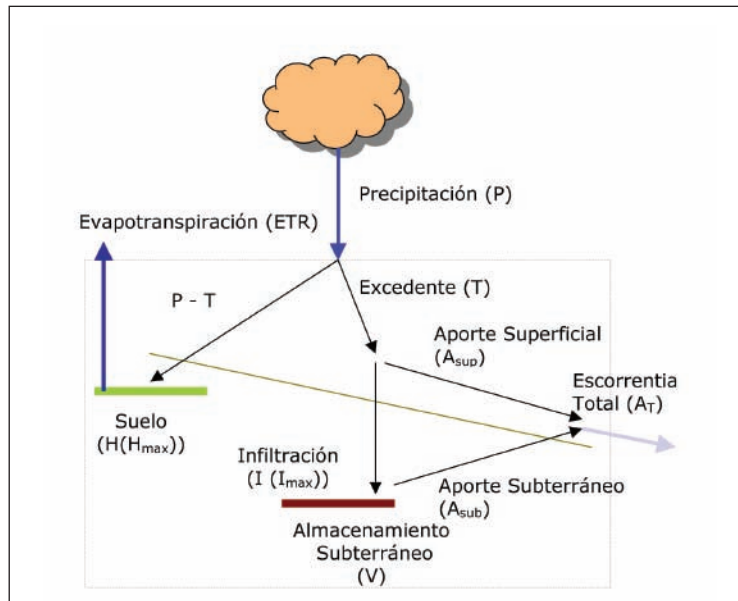 Precipitación (P)
Evapotranspiración (ETR)
P - T
Excedente (T)
Aporte Superficial
(Asup)
Escorrentia
Total (AT)
Suelo
(H(Hmax))
Infiltración
(I (Imax))
Aporte Subterráneo
(Asub)
Almacenamiento
Subterráneo
(V)